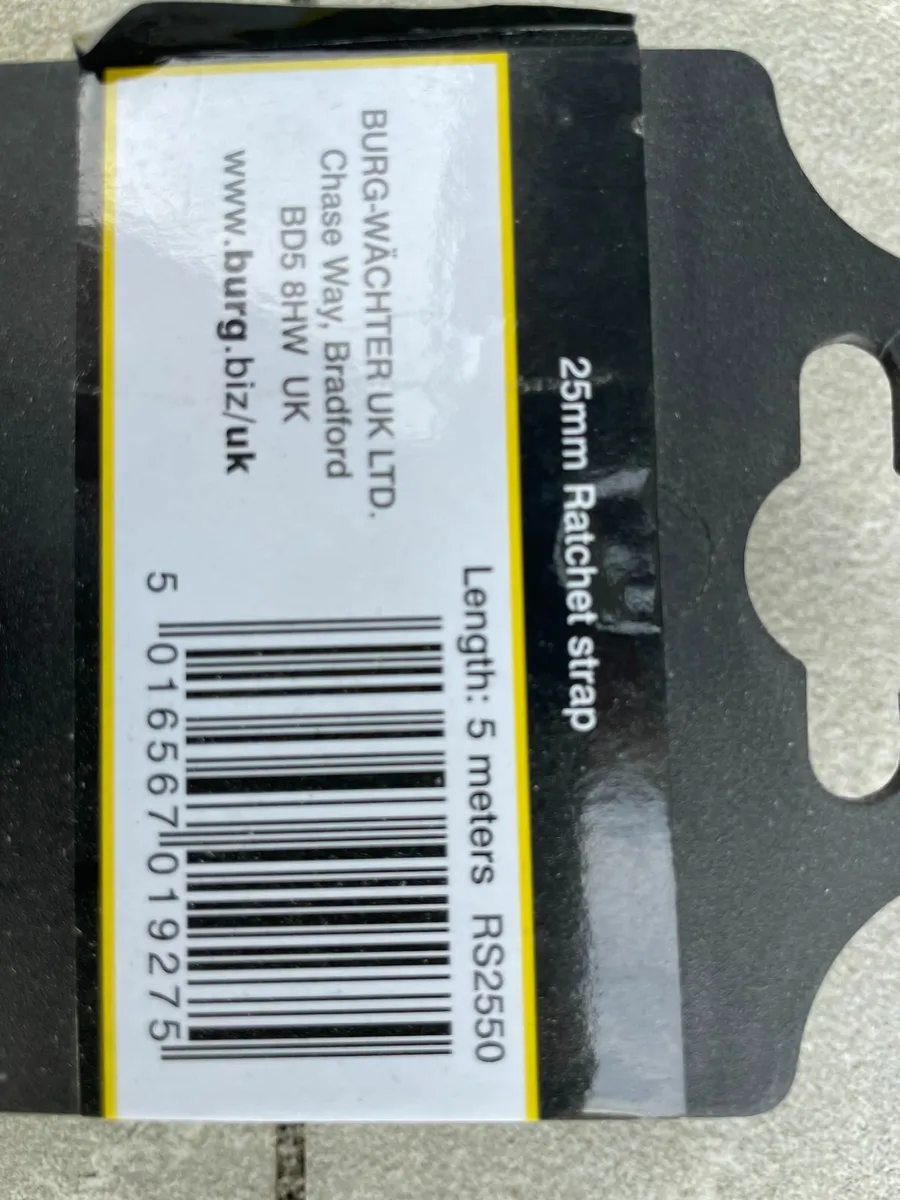 25mm Ratchet strap
Length: 5 meters RS2550
BURG-WÄCHTER UK LTD.
Chase Way, Bradford
BD5 8HW UK
www.burg.biz/uk
5 016567 019275